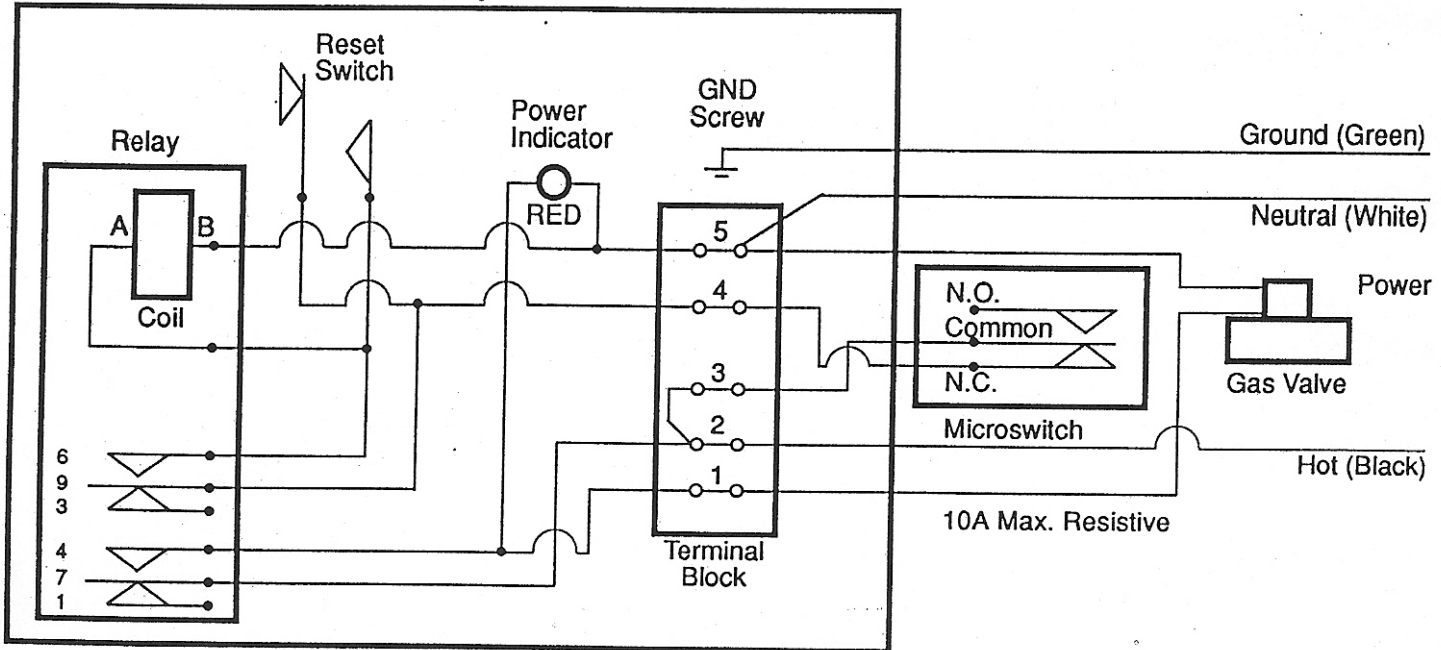 Reset
Switch
GND
Screw
Power
Indicator
Relay
Ground (Green)
RED
A
B
5
Neutral (White)
4
N.O.
Power
Coil
Common
3
N.C.
Gas Valve
2
Microswitch
6
Hot (Black)
9
1
3
10A Max. Resistive
4
Terminal
Block
7
1